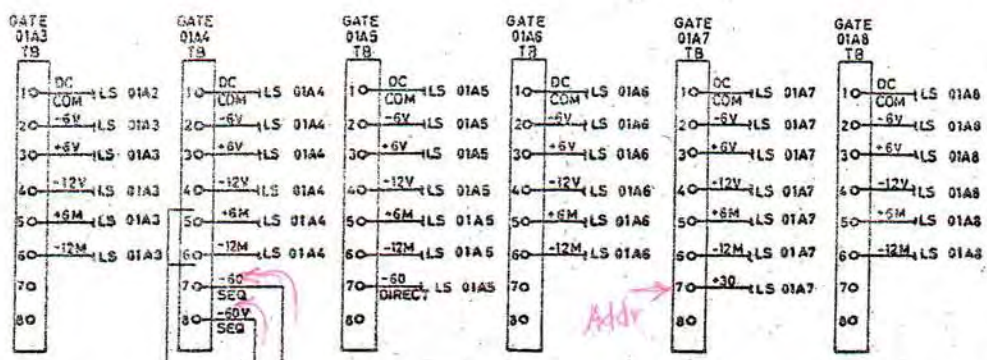 GATE
01A3
TB
1 DC COM LS 01A2
2 -6V LS 01A3
3 +6V LS 01A3
4 -12V LS 01A3
5 +6M LS 01A3
6 -12M LS 01A3
7
8
GATE
01A4
TB
1 DC COM LS 01A4
2 -6V LS 01A4
3 +6V LS 01A4
4 -12V LS 01A4
5 +6M LS 01A4
6 -12M LS 01A4
7 -60 SEQ
8 -60V SEQ
GATE
01A5
TB
1 DC COM LS 01A5
2 -6V LS 01A5
3 +6V LS 01A5
4 -12V LS 01A5
5 +6M LS 01A5
6 -12M LS 01A5
7 -60 DIRECT LS 01A5
8
GATE
01A6
TB
1 DC COM LS 01A6
2 -6V LS 01A6
3 +6V LS 01A6
4 -12V LS 01A6
5 +6M LS 01A6
6 -12M LS 01A6
7
8
GATE
01A7
TB
1 DC COM LS 01A7
2 -6V LS 01A7
3 +6V LS 01A7
4 -12V LS 01A7
5 +6M LS 01A7
6 -12M LS 01A7
7 +30 LS 01A7
8
Addr
GATE
01A8
TB
1 DC COM LS 01A8
2 -6V LS 01A8
3 +6V LS 01A8
4 -12V LS 01A8
5 +6M LS 01A8
6 -12M LS 01A8
7
8